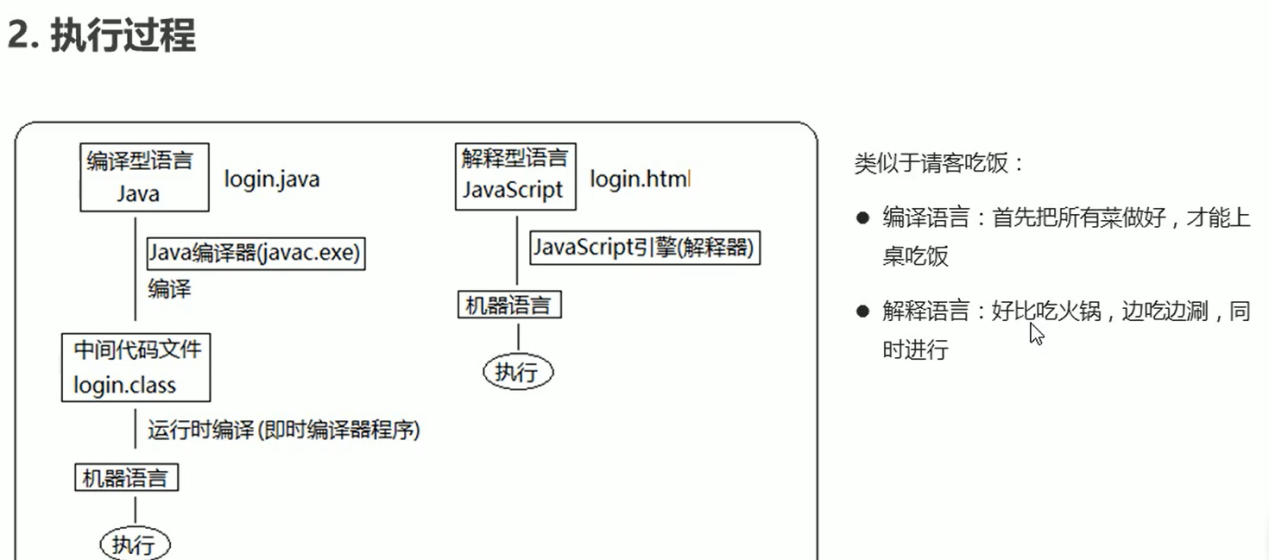 2. 执行过程
编译型语言
Java
login.java
Java编译器(javac.exe)
编译
中间代码文件
login.class
运行时编译(即时编译器程序)
机器语言
执行
解释型语言
JavaScript
login.html
JavaScript引擎(解释器)
机器语言
执行
类似于请客吃饭：
● 编译语言：首先把所有菜做好，才能上
桌吃饭
● 解释语言：好比吃火锅，边吃边涮，同
时进行